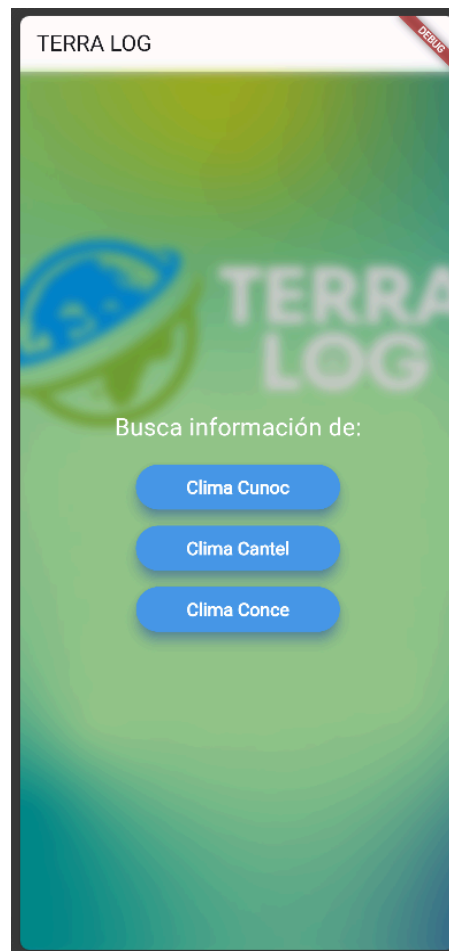 TERRA LOG
DEBUG
TERRA
LOG
Busca información de:
Clima Cunoc
Clima Cantel
Clima Conce